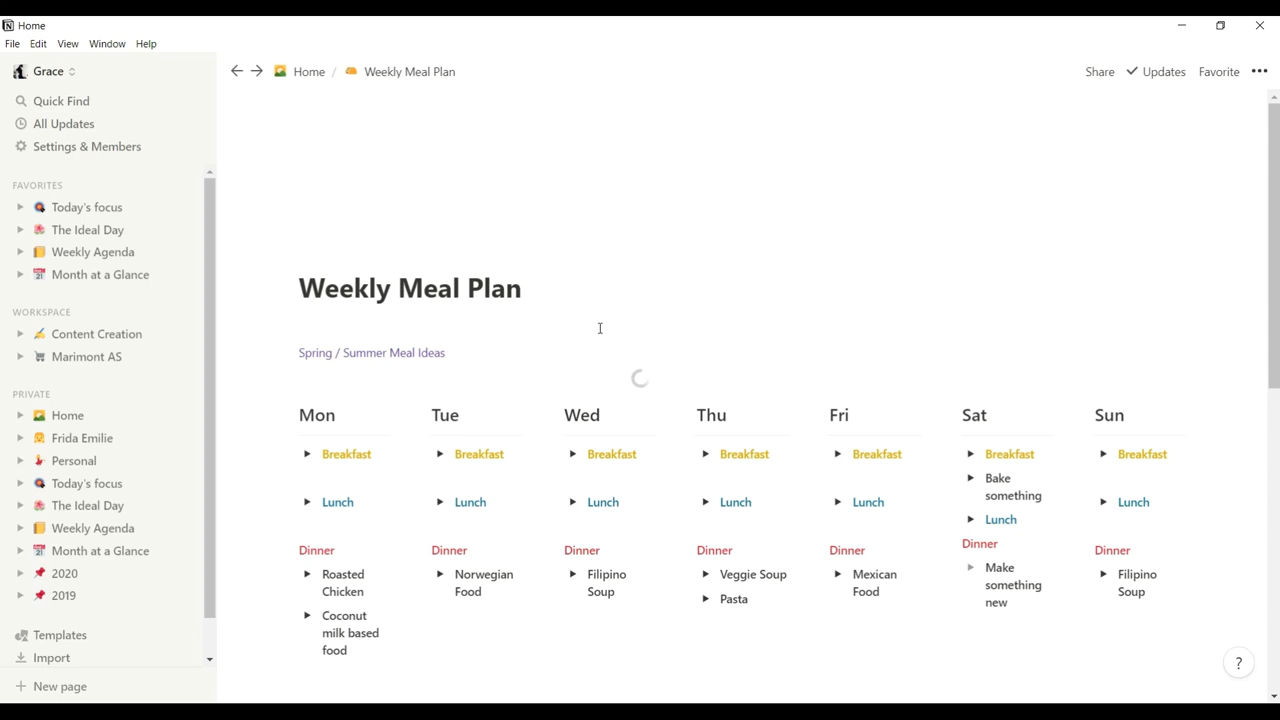 Home
File Edit View Window Help
Grace
Home / Weekly Meal Plan
Share Updates Favorite
Quick Find
All Updates
Settings & Members
FAVORITES
Today's focus
The Ideal Day
Weekly Agenda
Month at a Glance
WORKSPACE
Content Creation
Marimont AS
PRIVATE
Home
Frida Emilie
Personal
Today's focus
The Ideal Day
Weekly Agenda
Month at a Glance
2020
2019
Templates
Import
New page
Weekly Meal Plan
Spring / Summer Meal Ideas
Mon
Breakfast
Lunch
Dinner
Roasted
Chicken
Coconut
milk based
food
Tue
Breakfast
Lunch
Dinner
Norwegian
Food
Wed
Breakfast
Lunch
Dinner
Filipino
Soup
Thu
Breakfast
Lunch
Dinner
Veggie Soup
Pasta
Fri
Breakfast
Lunch
Dinner
Mexican
Food
Sat
Breakfast
Bake
something
Lunch
Dinner
Make
something
new
Sun
Breakfast
Lunch
Dinner
Filipino
Soup
?